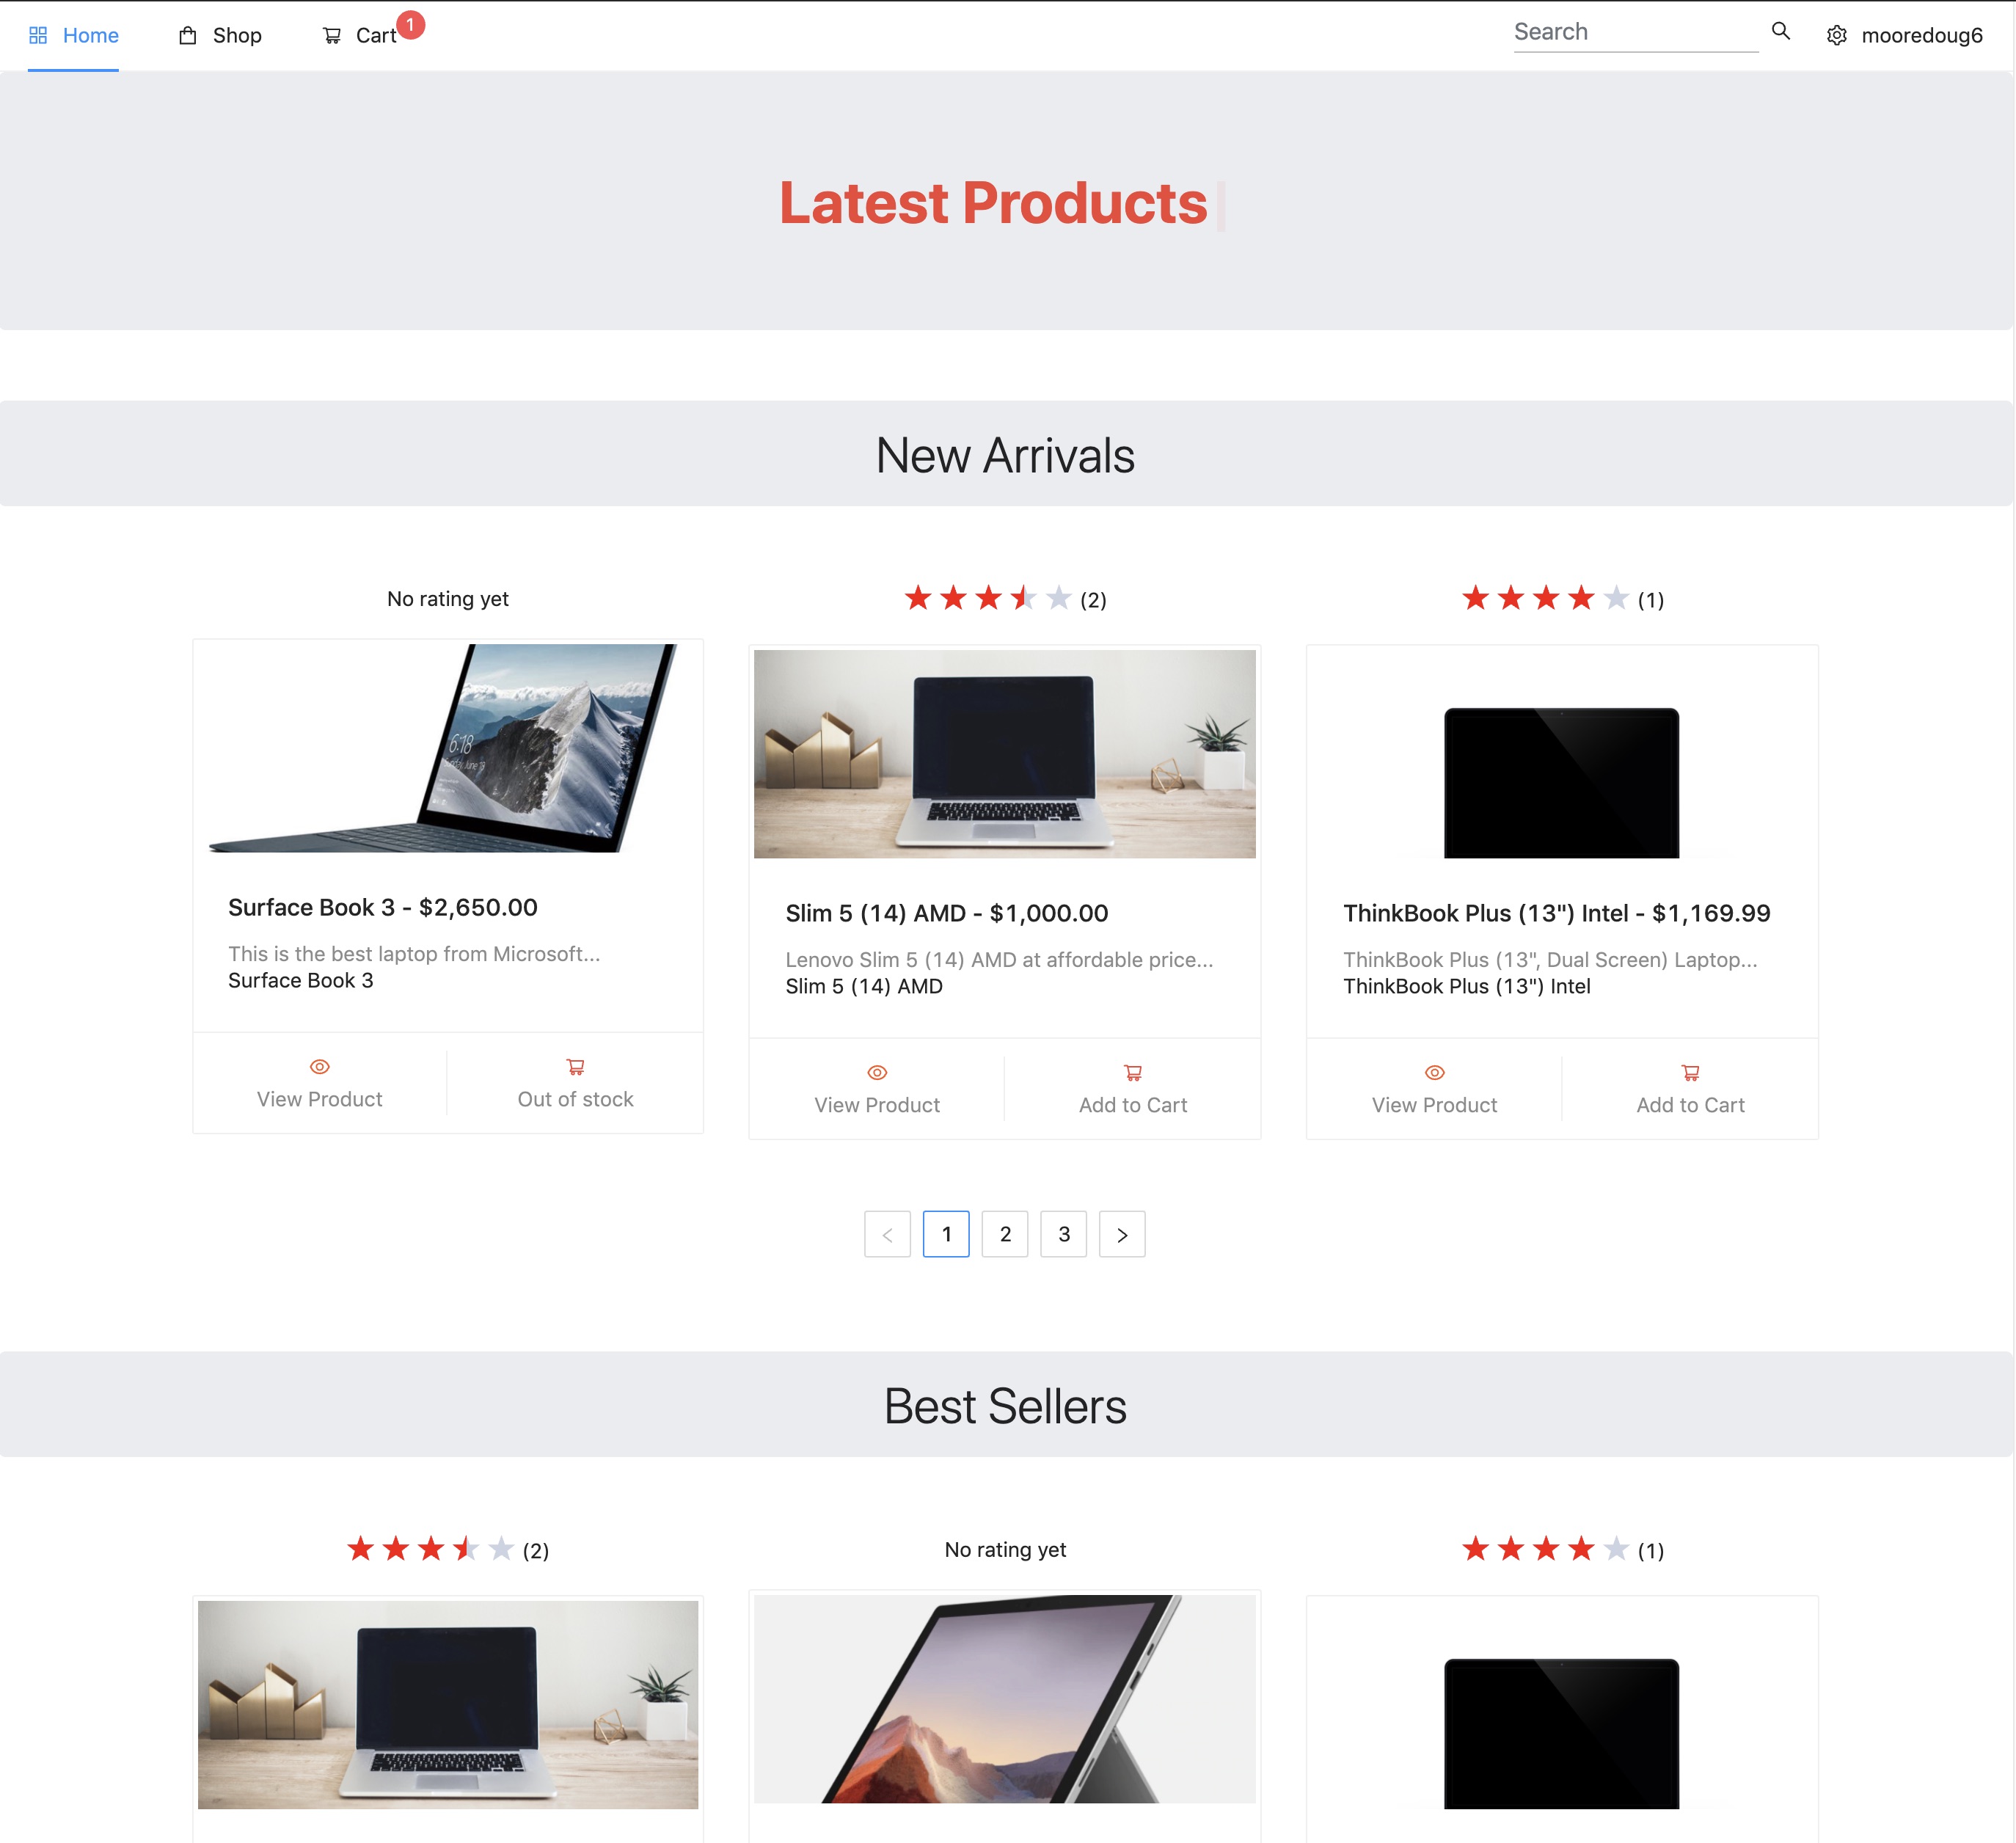 Home
Shop
Cart
1
Search
mooredoug6
Latest Products
New Arrivals
No rating yet
(2)
(1)
6:18
Surface Book 3 - $2,650.00
This is the best laptop from Microsoft...
Surface Book 3
View Product
Out of stock
Slim 5 (14) AMD - $1,000.00
Lenovo Slim 5 (14) AMD at affordable price...
Slim 5 (14) AMD
View Product
Add to Cart
ThinkBook Plus (13") Intel - $1,169.99
ThinkBook Plus (13", Dual Screen) Laptop...
ThinkBook Plus (13") Intel
View Product
Add to Cart
< 1 2 3 >
Best Sellers
(2)
No rating yet
(1)